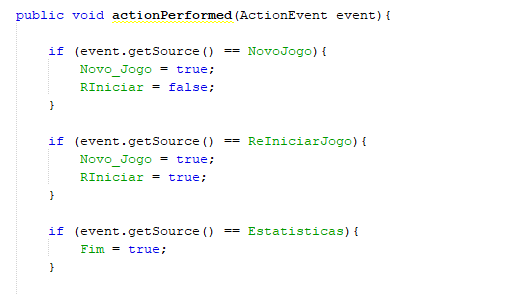 public void actionPerformed(ActionEvent event){
if (event.getSource() == NovoJogo){
Novo_Jogo = true;
RIniciar = false;
}
if (event.getSource() == ReIniciarJogo){
Novo_Jogo = true;
RIniciar = true;
}
if (event.getSource() == Estatisticas){
Fim = true;
}